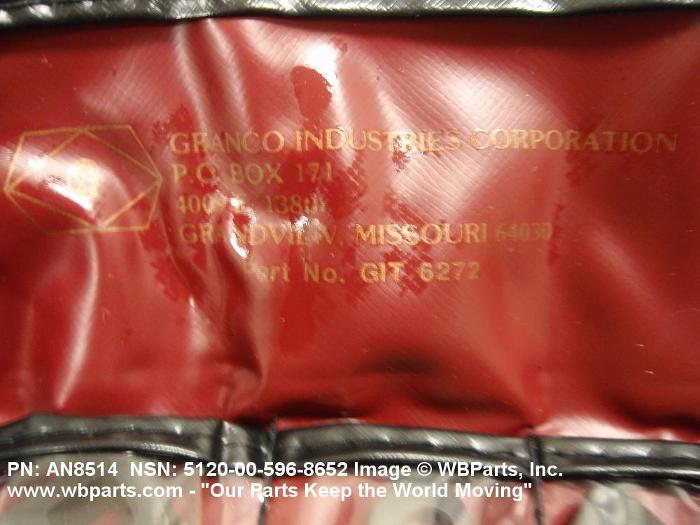 GRANCO INDUSTRIES CORPORATION
P.O. BOX 171
GRANDVIEW, MISSOURI 64030
Part No. GIT 6272
PN: AN8514 NSN: 5120-00-596-8652 Image © WBParts, Inc.
www.wbparts.com - "Our Parts Keep the World Moving"